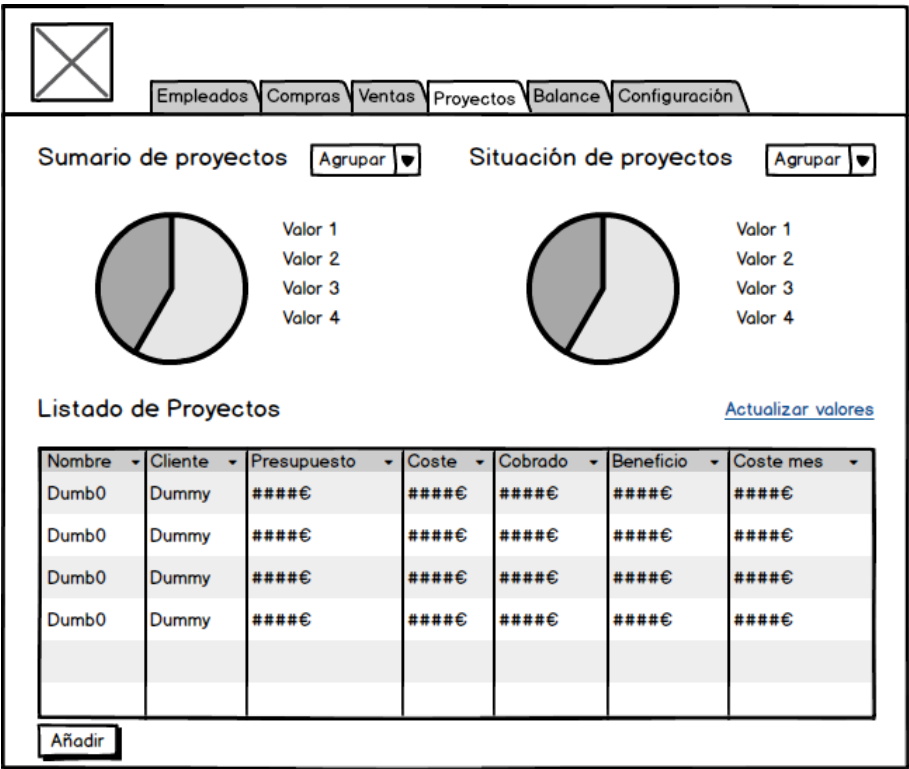 Empleados Compras Ventas Proyectos Balance Configuración
Sumario de proyectos Agrupar
Valor 1
Valor 2
Valor 3
Valor 4
Situación de proyectos Agrupar
Valor 1
Valor 2
Valor 3
Valor 4
Listado de Proyectos Actualizar valores
Nombre Cliente Presupuesto Coste Cobrado Beneficio Coste mes
Dumb0 Dummy ####€ ####€ ####€ ####€ ####€
Dumb0 Dummy ####€ ####€ ####€ ####€ ####€
Dumb0 Dummy ####€ ####€ ####€ ####€ ####€
Dumb0 Dummy ####€ ####€ ####€ ####€ ####€
Añadir